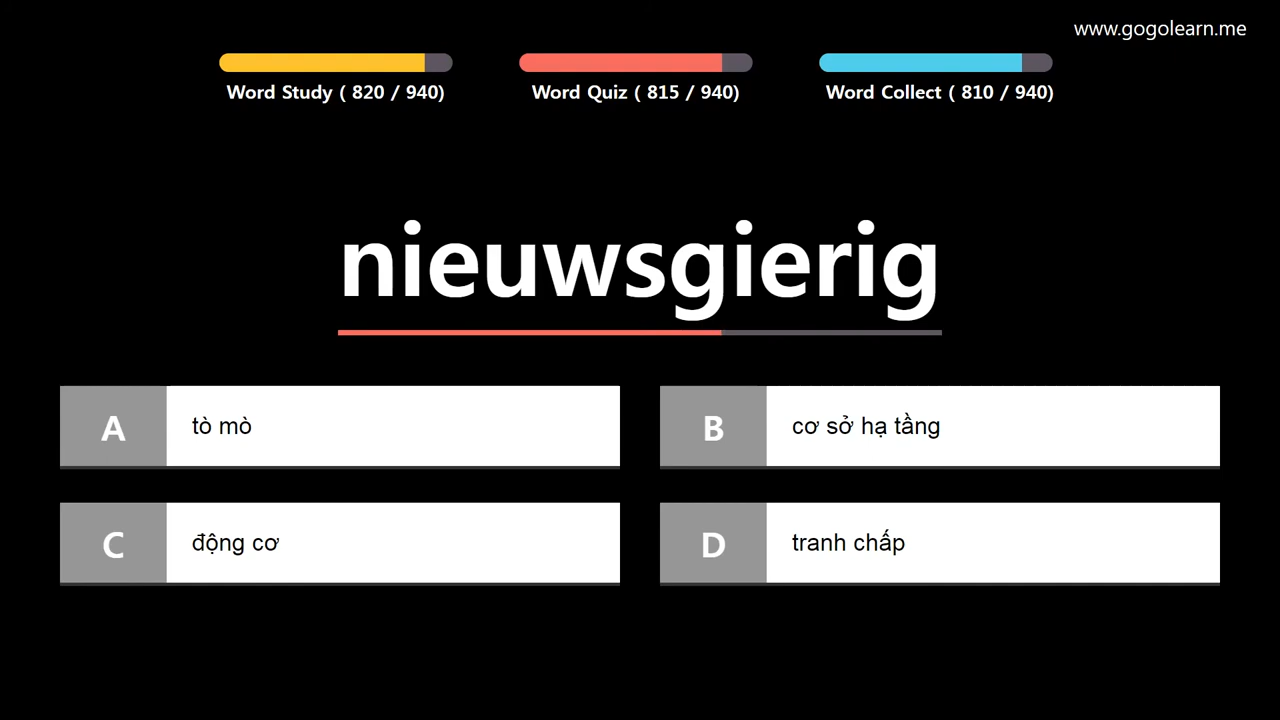 www.gogolearn.me
Word Study ( 820 / 940)
Word Quiz ( 815 / 940)
Word Collect ( 810 / 940)
nieuwsgierig
A
tò mò
B
cơ sở hạ tầng
C
động cơ
D
tranh chấp